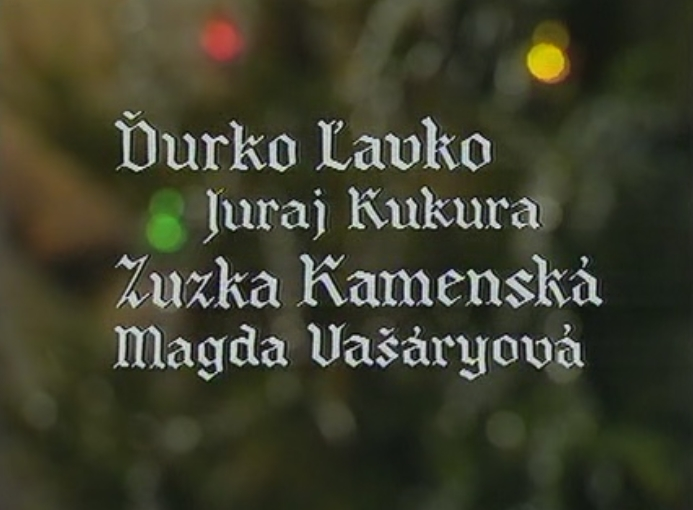 Ďurko Ľavko
Juraj Kukura
Zuzka Kamenská
Magda Vašáryová